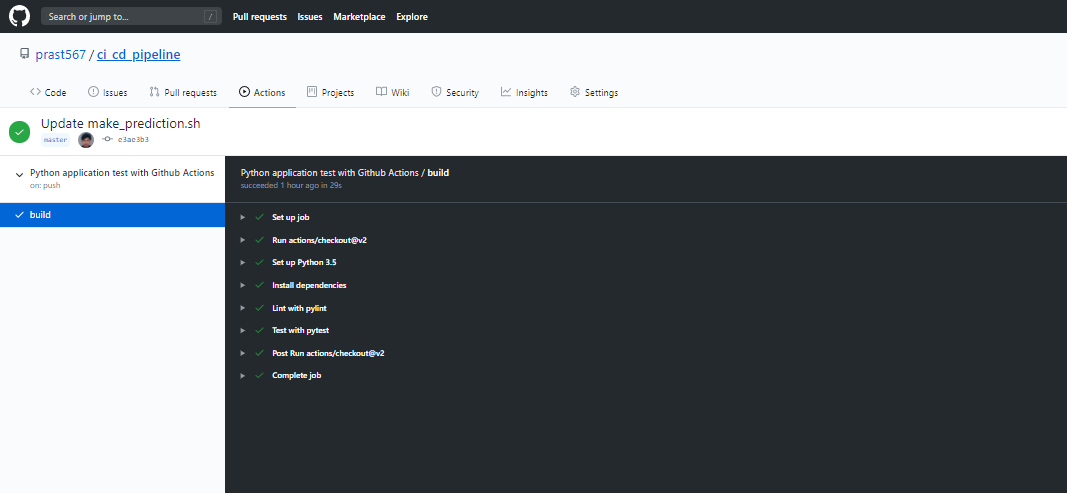 Search or jump to... / Pull requests Issues Marketplace Explore
prast567 / ci_cd_pipeline
Code Issues Pull requests Actions Projects Wiki Security Insights Settings
Update make_prediction.sh
master e3ae3b3
Python application test with Github Actions
on: push
build
Python application test with Github Actions / build
succeeded 1 hour ago in 29s
Set up job
Run actions/checkout@v2
Set up Python 3.5
Install dependencies
Lint with pylint
Test with pytest
Post Run actions/checkout@v2
Complete job